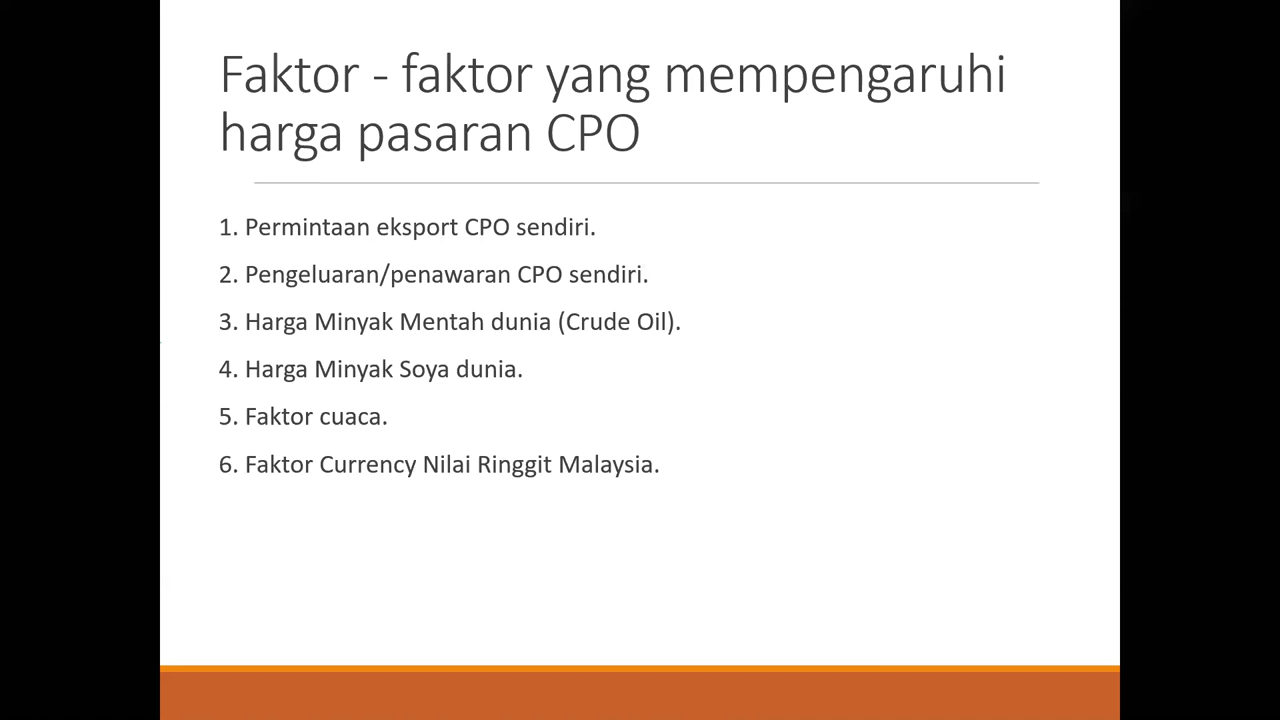 Faktor - faktor yang mempengaruhi
harga pasaran CPO
1. Permintaan eksport CPO sendiri.
2. Pengeluaran/penawaran CPO sendiri.
3. Harga Minyak Mentah dunia (Crude Oil).
4. Harga Minyak Soya dunia.
5. Faktor cuaca.
6. Faktor Currency Nilai Ringgit Malaysia.